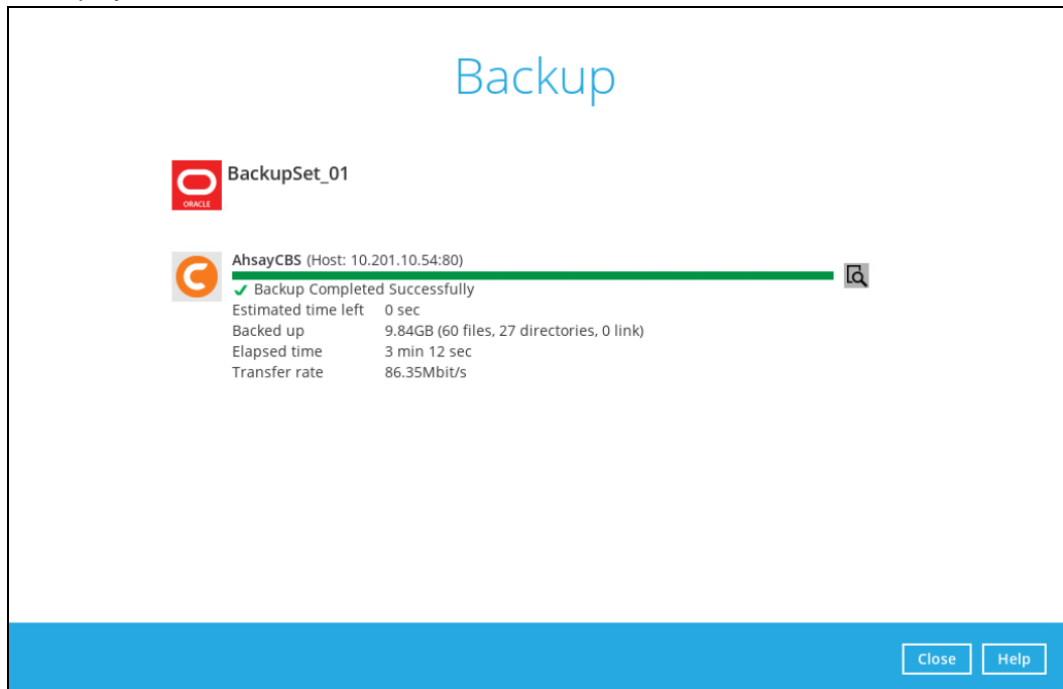 Backup
BackupSet_01
ORACLE
AhsayCBS (Host: 10.201.10.54:80)
Backup Completed Successfully
Estimated time left 0 sec
Backed up 9.84GB (60 files, 27 directories, 0 link)
Elapsed time 3 min 12 sec
Transfer rate 86.35Mbit/s
Close Help